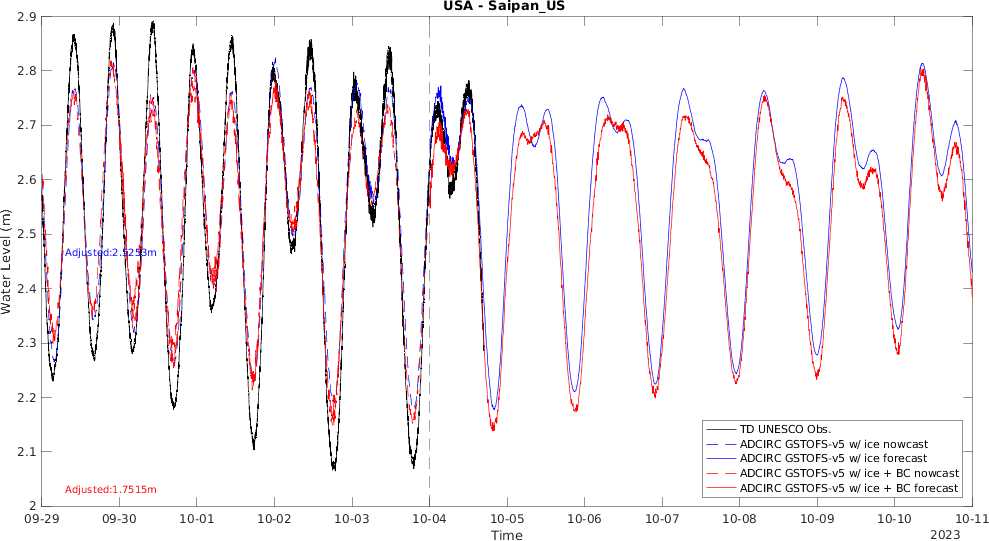 USA - Saipan_US
2.9
2.8
2.7
2.6
2.5
2.4
2.3
2.2
2.1
2
Water Level (m)
Adjusted:2.5253m
Adjusted:1.7515m
TD UNESCO Obs.
ADCIRC GSTOFS-v5 w/ ice nowcast
ADCIRC GSTOFS-v5 w/ ice forecast
ADCIRC GSTOFS-v5 w/ ice + BC nowcast
ADCIRC GSTOFS-v5 w/ ice + BC forecast
09-29 09-30 10-01 10-02 10-03 10-04 10-05 10-06 10-07 10-08 10-09 10-10 10-11
Time
2023